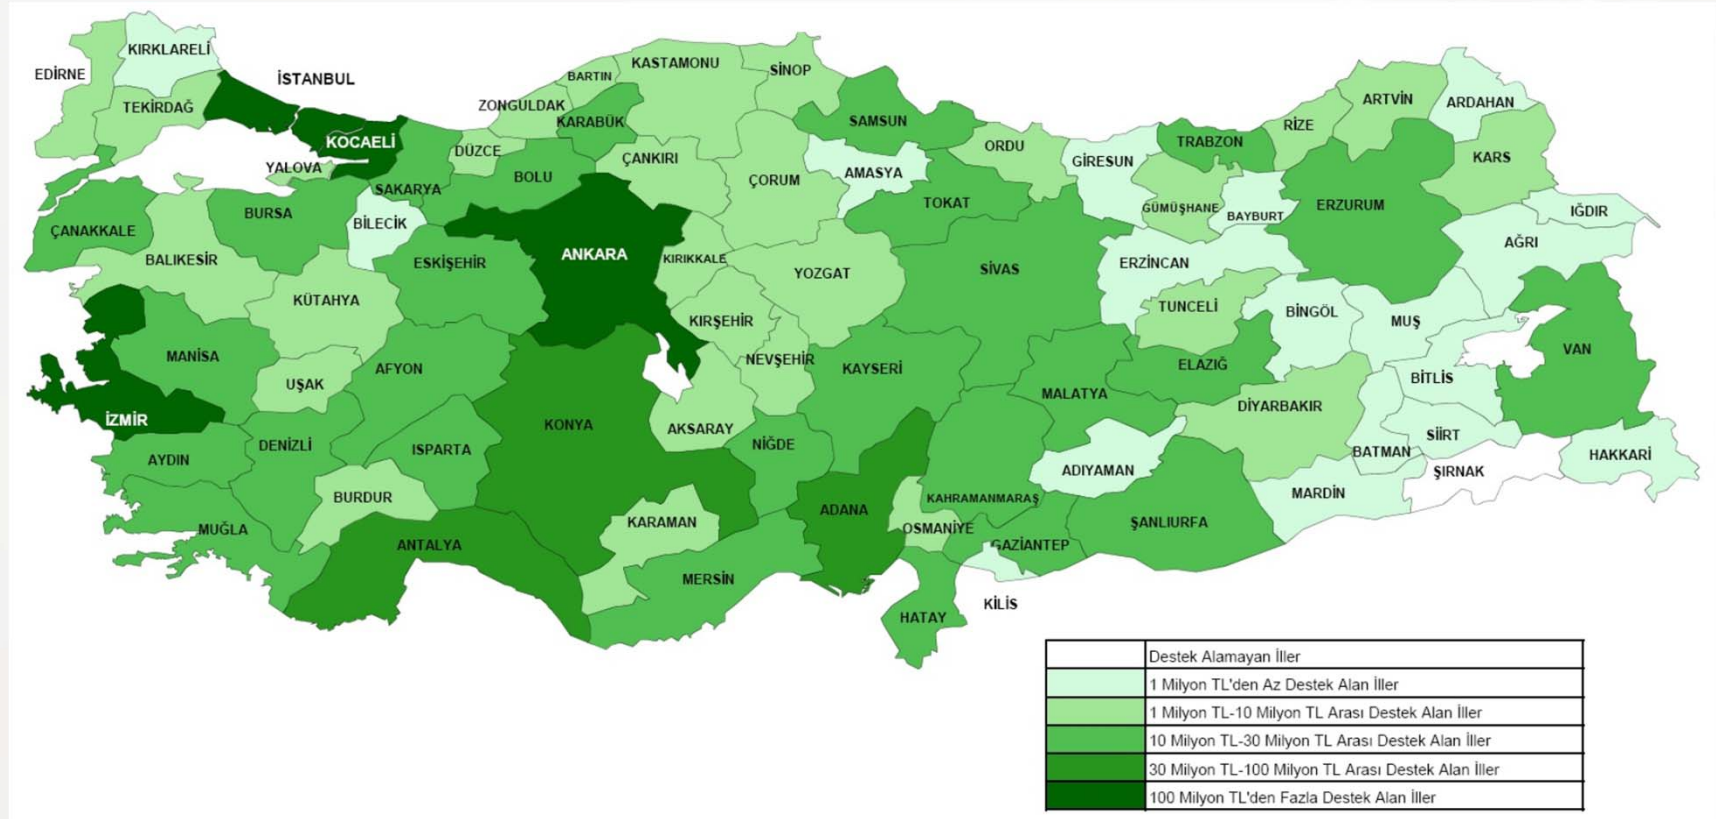 KIRKLARELİ
EDİRNE
İSTANBUL
TEKİRDAĞ
KOCAELİ
YALOVA
BARTIN
KASTAMONU
SİNOP
ZONGULDAK
KARABÜK
SAMSUN
DÜZCE
ÇANKIRI
BOLU
SAKARYA
ÇORUM
AMASYA
ORDU
GİRESUN
TRABZON
RİZE
ARTVİN
ARDAHAN
KARS
TOKAT
GÜMÜŞHANE
BAYBURT
ERZURUM
IĞDIR
AĞRI
ÇANAKKALE
BURSA
BİLECİK
BALIKESİR
ESKİŞEHİR
ANKARA
KIRIKKALE
YOZGAT
SİVAS
ERZİNCAN
KÜTAHYA
KIRŞEHİR
TUNCELİ
BİNGÖL
MUŞ
VAN
MANİSA
UŞAK
AFYON
NEVŞEHİR
KAYSERİ
MALATYA
ELAZIĞ
BİTLİS
İZMİR
KONYA
AKSARAY
DİYARBAKIR
SİİRT
BATMAN
ŞIRNAK
HAKKARİ
AYDIN
DENİZLİ
ISPARTA
NİĞDE
ADIYAMAN
MARDİN
BURDUR
KARAMAN
ADANA
KAHRAMANMARAŞ
OSMANİYE
GAZİANTEP
ŞANLIURFA
MUĞLA
ANTALYA
MERSİN
HATAY
KİLİS
Destek Alamayan İller
1 Milyon TL'den Az Destek Alan İller
1 Milyon TL-10 Milyon TL Arası Destek Alan İller
10 Milyon TL-30 Milyon TL Arası Destek Alan İller
30 Milyon TL-100 Milyon TL Arası Destek Alan İller
100 Milyon TL'den Fazla Destek Alan İller